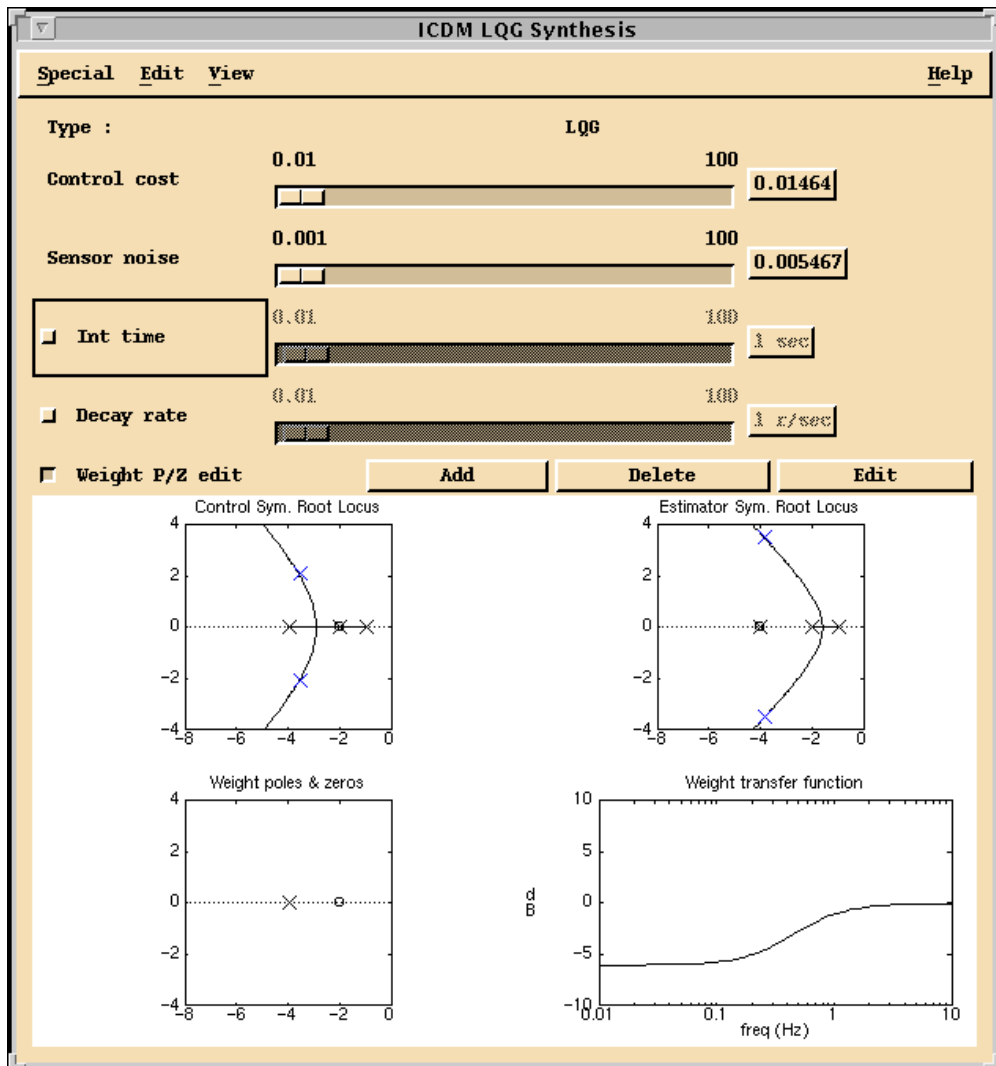 ICDM LQG Synthesis
Special Edit View Help
Type : LQG
0.01 100
Control cost 0.01464
0.001 100
Sensor noise 0.005467
0.01 100
Int time 1 sec
0.01 100
Decay rate 1 r/sec
Weight P/Z edit Add Delete Edit
Control Sym. Root Locus Estimator Sym. Root Locus
4 4
2 2
0 0
-2 -2
-4 -4
-8 -6 -4 -2 0 -8 -6 -4 -2 0
Weight poles & zeros Weight transfer function
4 10
2 5
0 dB 0
-2 -5
-4 -10
-8 -6 -4 -2 0 0.01 0.1 1 10
freq (Hz)